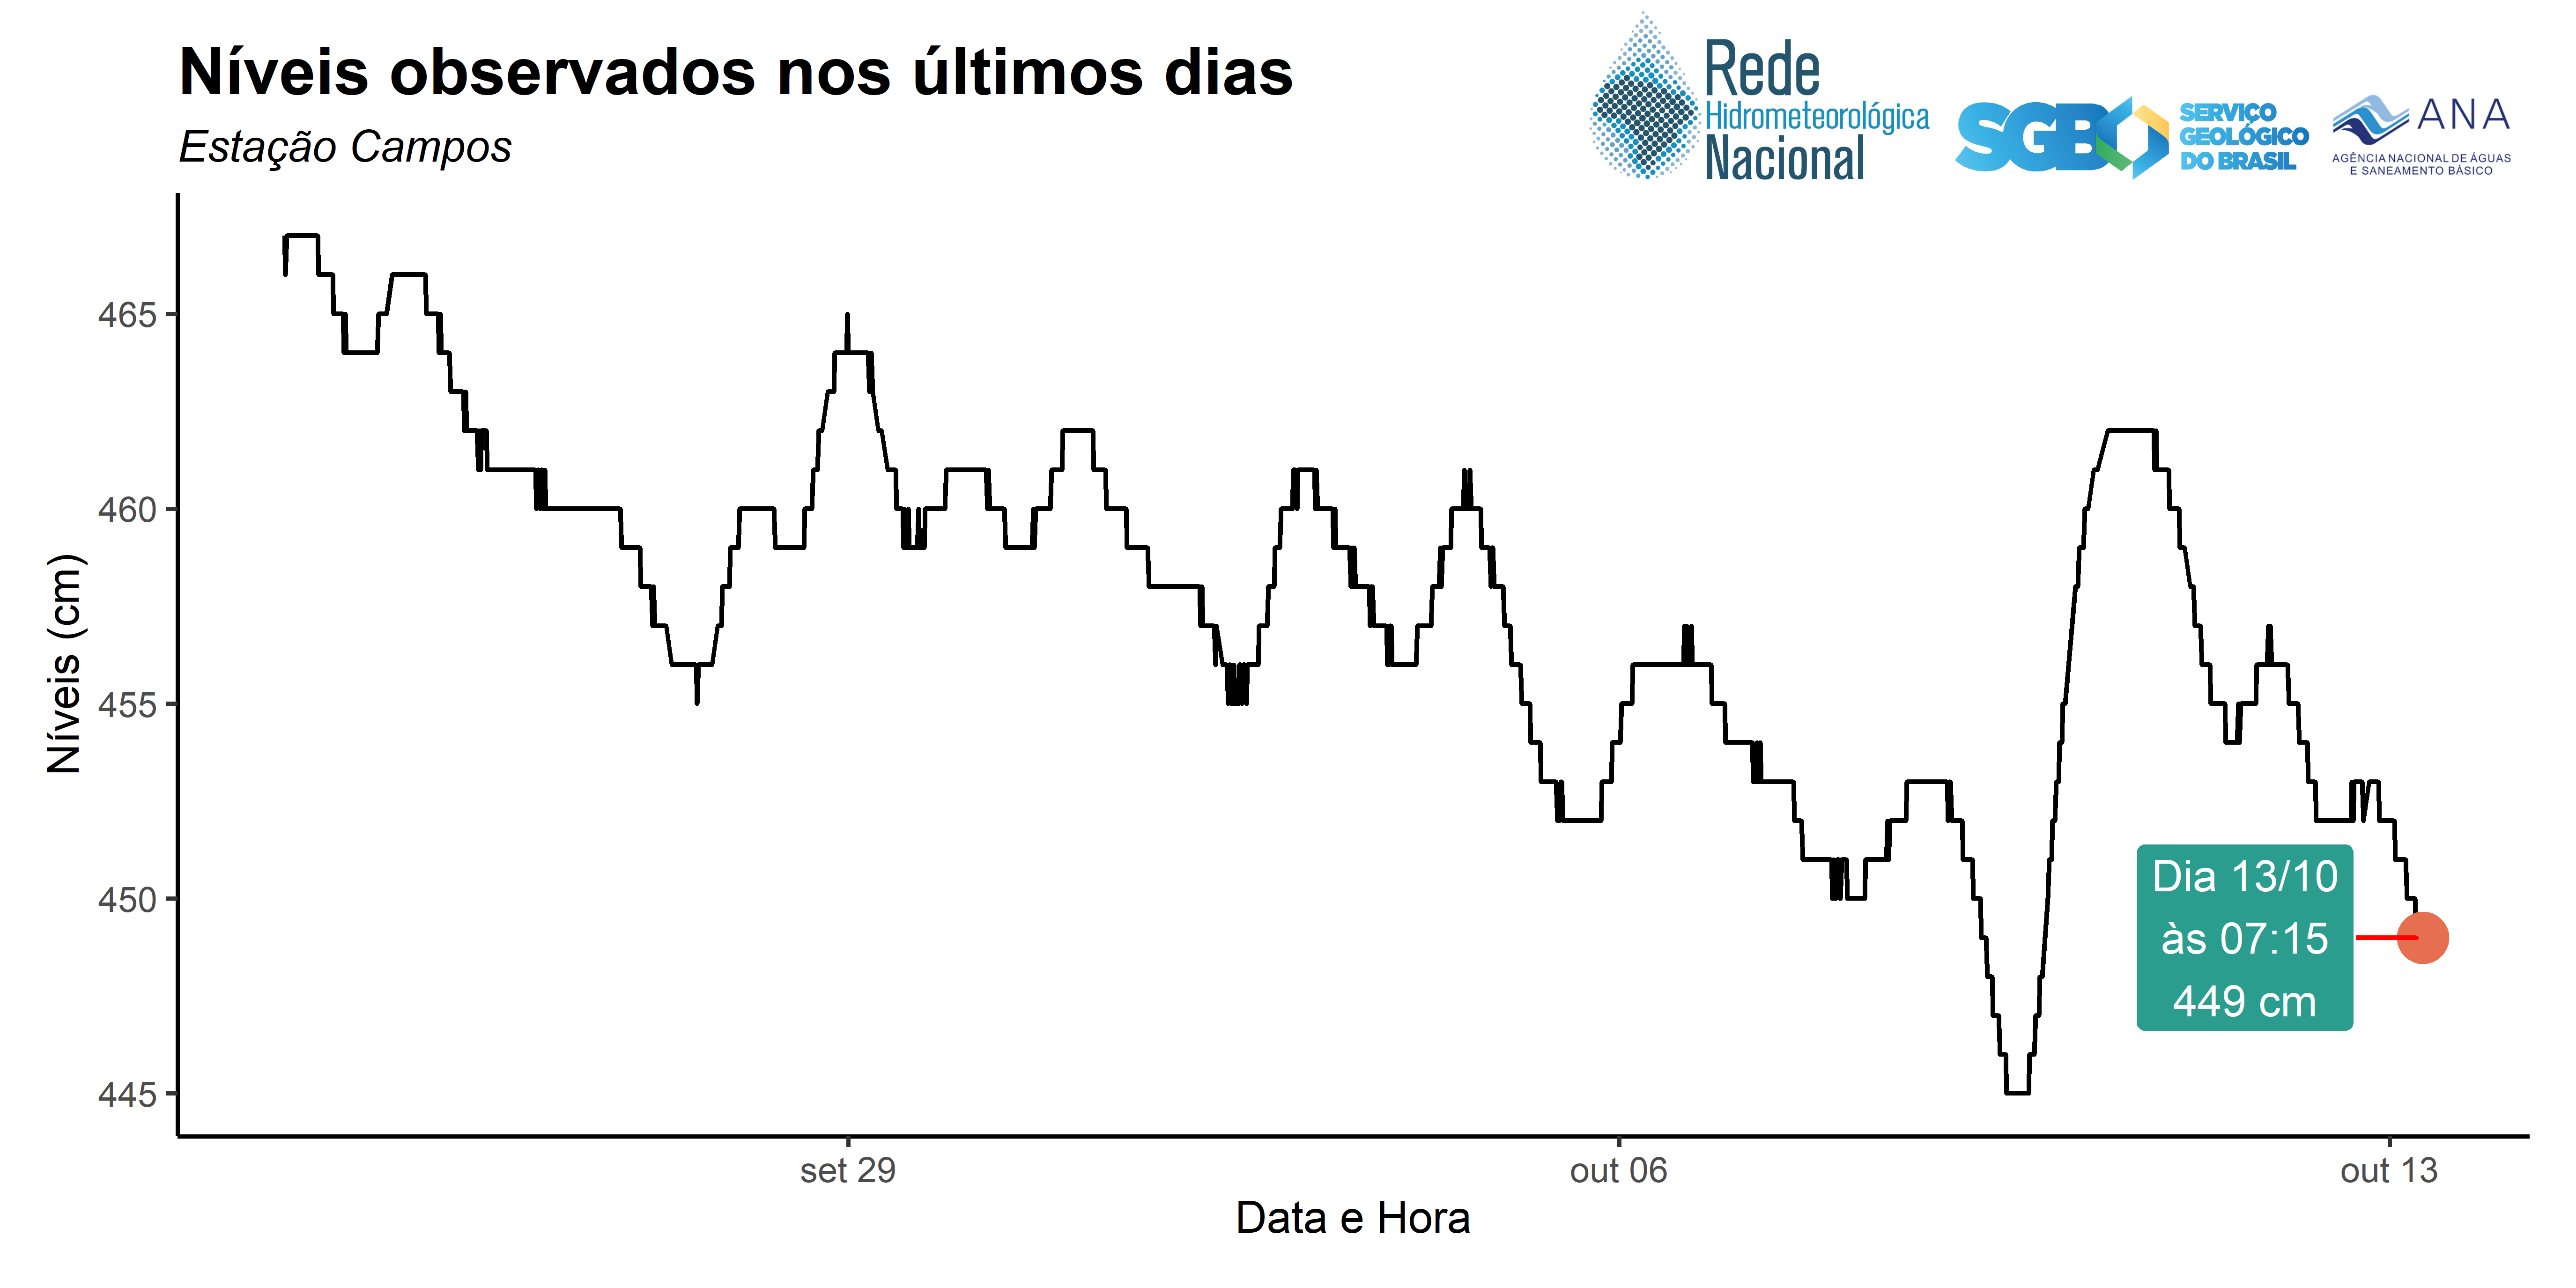 Níveis observados nos últimos dias
Estação Campos
Rede
Hidrometeorológica
Nacional
SGB
SERVIÇO
GEOLÓGICO
DO BRASIL
ANA
AGÊNCIA NACIONAL DE ÁGUAS
E SANEAMENTO BÁSICO
Níveis (cm)
465
460
455
450
445
Dia 13/10
às 07:15
449 cm
set 29
out 06
out 13
Data e Hora